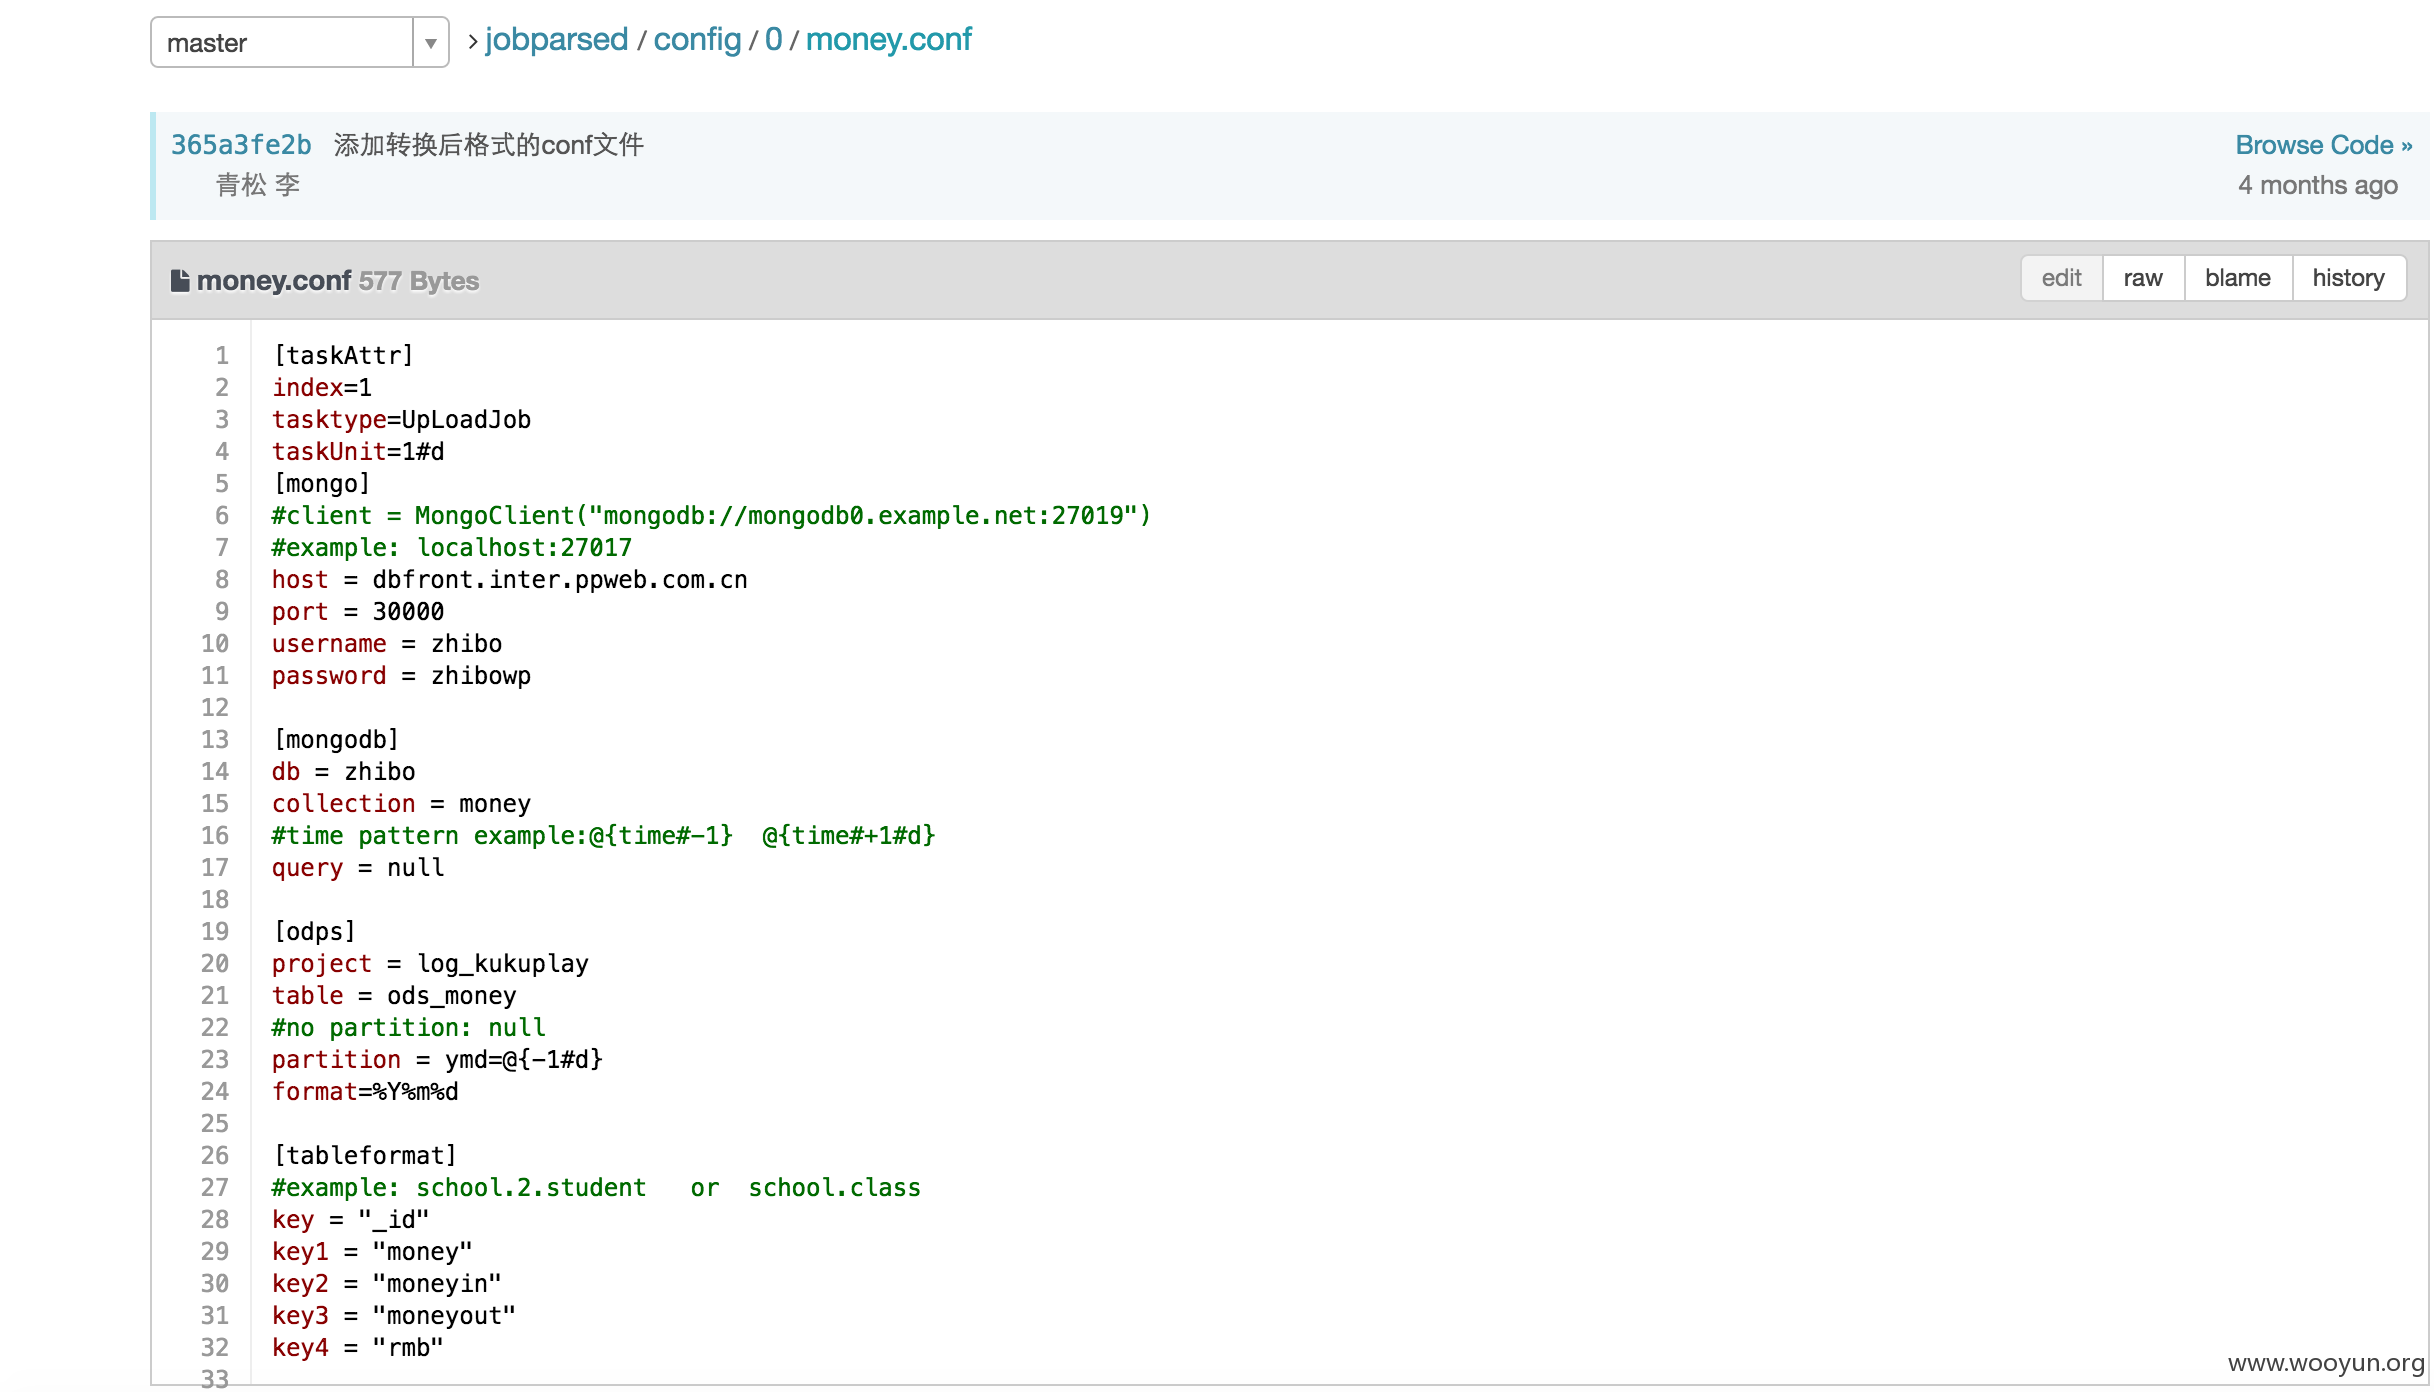 master
› jobparsed / config / 0 / money.conf
365a3fe2b 添加转换后格式的conf文件
Browse Code »
青松 李
4 months ago
money.conf 577 Bytes
edit raw blame history
1 [taskAttr]
2 index=1
3 tasktype=UpLoadJob
4 taskUnit=1#d
5 [mongo]
6 #client = MongoClient("mongodb://mongodb0.example.net:27019")
7 #example: localhost:27017
8 host = dbfront.inter.ppweb.com.cn
9 port = 30000
10 username = zhibo
11 password = zhibowp
12
13 [mongodb]
14 db = zhibo
15 collection = money
16 #time pattern example:@{time#-1}  @{time#+1#d}
17 query = null
18
19 [odps]
20 project = log_kukuplay
21 table = ods_money
22 #no partition: null
23 partition = ymd=@{-1#d}
24 format=%Y%m%d
25
26 [tableformat]
27 #example: school.2.student   or  school.class
28 key = "_id"
29 key1 = "money"
30 key2 = "moneyin"
31 key3 = "moneyout"
32 key4 = "rmb"
33
www.wooyun.org